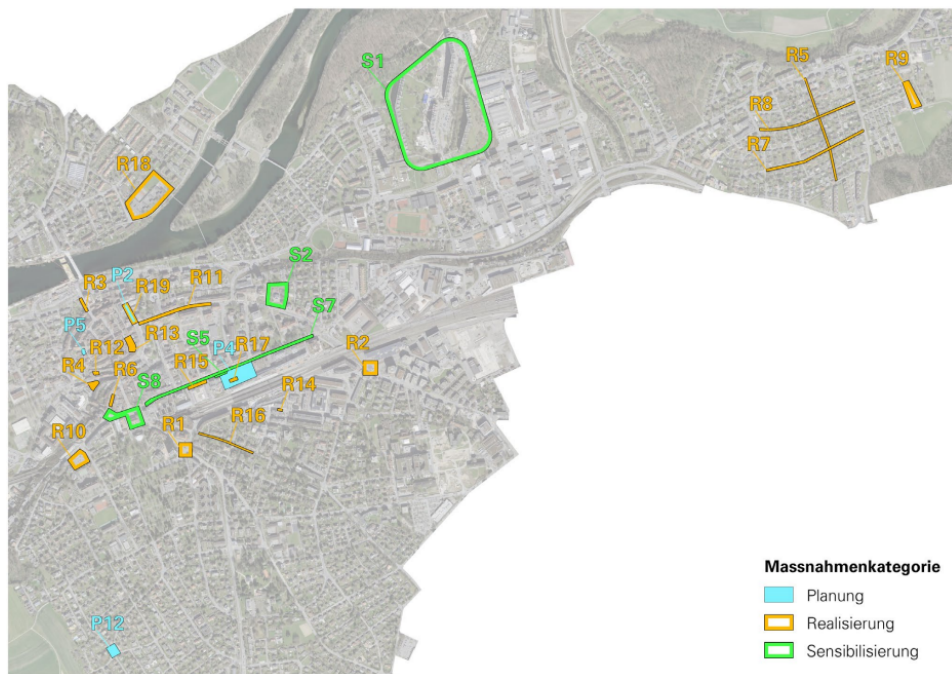 S1
R5
R9
R8
R7
R18
S2
P2
R11
R3
R19
S7
P5
R13
S5
R17
P4
R12
R2
R4
R6
R15
S8
R14
R16
R1
R10
P12
Massnahmenkategorie
Planung
Realisierung
Sensibilisierung